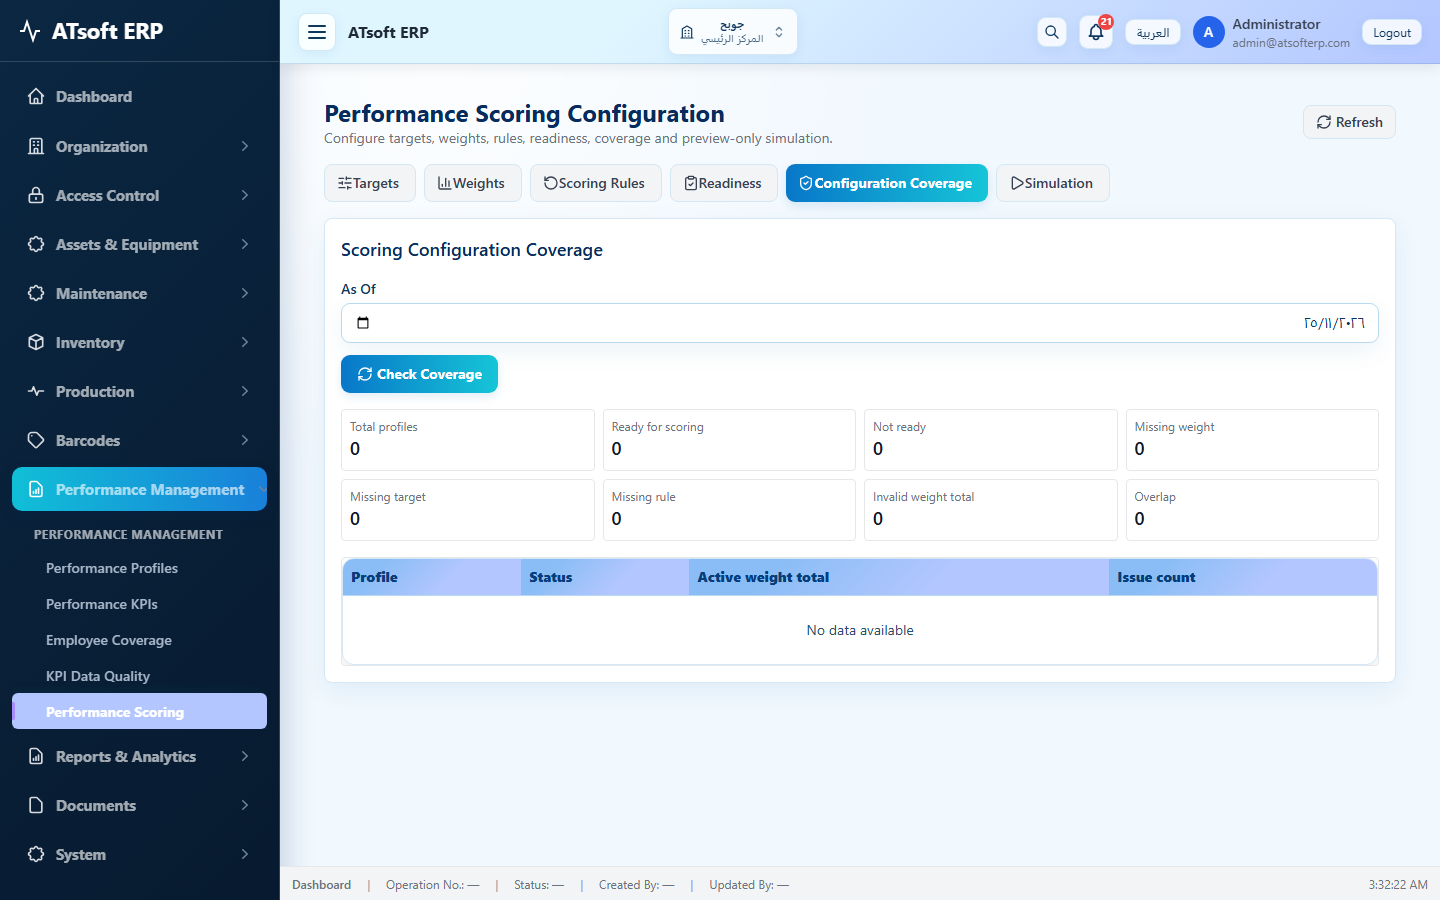 ATsoft ERP
Dashboard
Organization
Access Control
Assets & Equipment
Maintenance
Inventory
Production
Barcodes
Performance Management
PERFORMANCE MANAGEMENT
Performance Profiles
Performance KPIs
Employee Coverage
KPI Data Quality
Performance Scoring
Reports & Analytics
Documents
System
ATsoft ERP
جوبح
المركز الرئيسي
21
العربية
A
Administrator
admin@atsofterp.com
Logout
Performance Scoring Configuration
Configure targets, weights, rules, readiness, coverage and preview-only simulation.
Refresh
Targets
Weights
Scoring Rules
Readiness
Configuration Coverage
Simulation
Scoring Configuration Coverage
As Of
٢٥/١١/٢٠٢٦
Check Coverage
Total profiles
0
Ready for scoring
0
Not ready
0
Missing weight
0
Missing target
0
Missing rule
0
Invalid weight total
0
Overlap
0
Profile Status Active weight total Issue count
No data available
Dashboard | Operation No.: — | Status: — | Created By: — | Updated By: —
3:32:22 AM